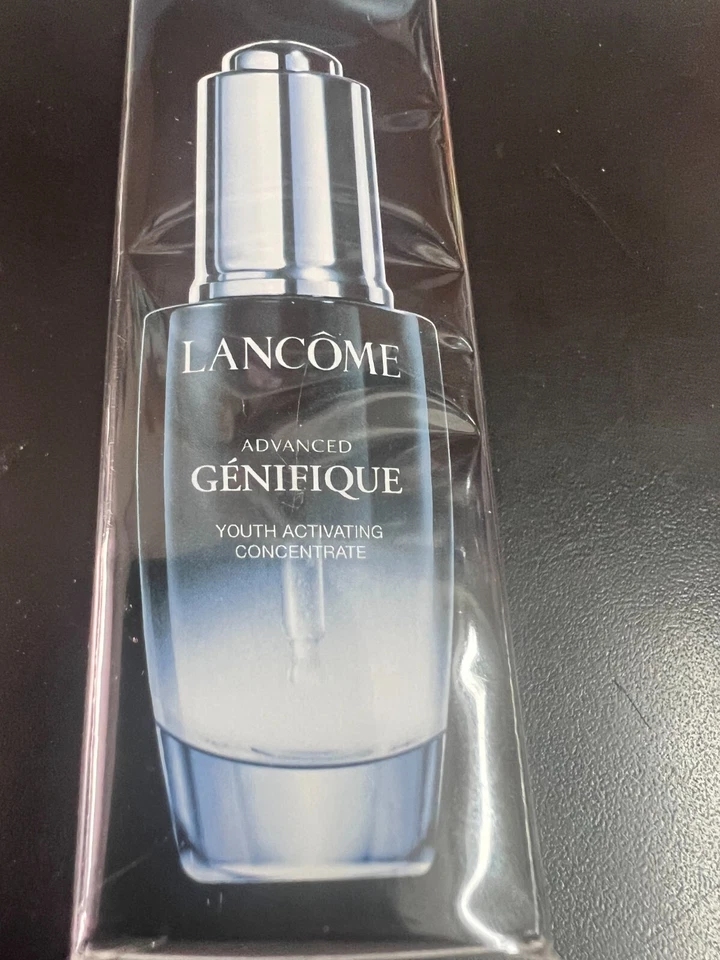 LANCÔME
ADVANCED
GÉNIFIQUE
YOUTH ACTIVATING
CONCENTRATE